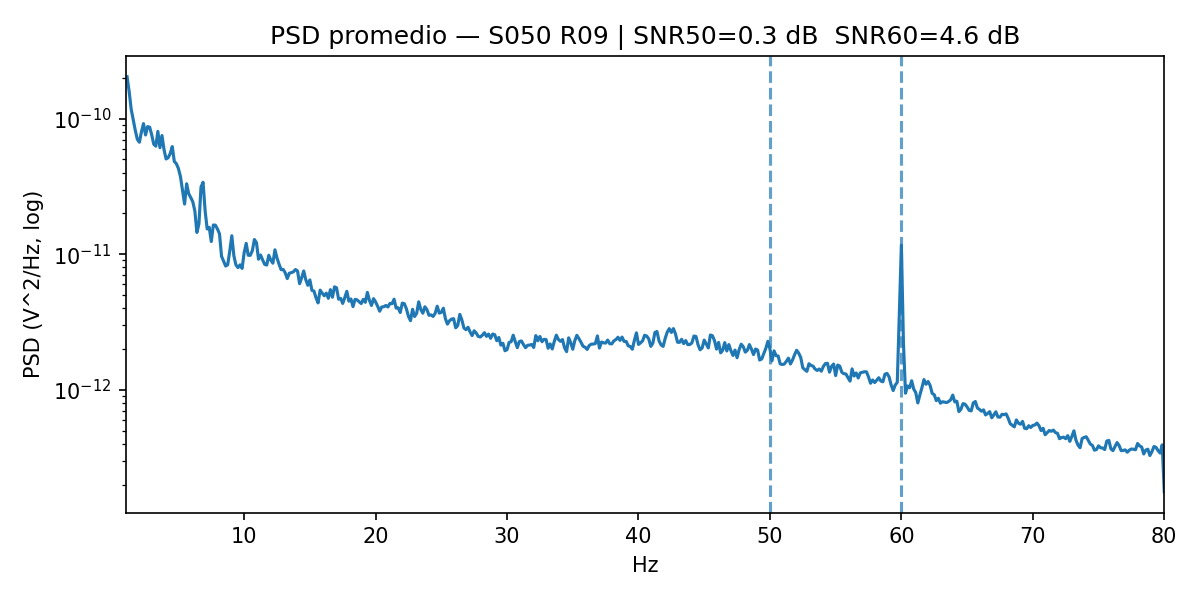 PSD promedio — S050 R09 | SNR50=0.3 dB  SNR60=4.6 dB
PSD (V^2/Hz, log)
10⁻¹⁰
10⁻¹¹
10⁻¹²
10 20 30 40 50 60 70 80
Hz